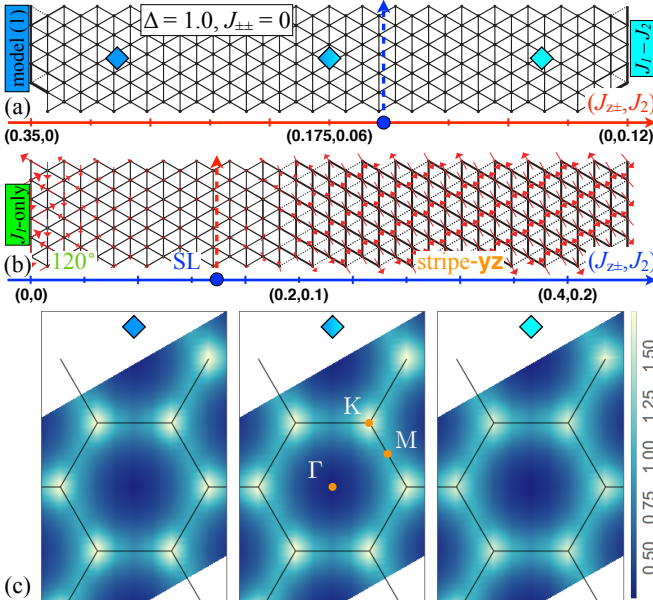 model (1)
Δ = 1.0, J±± = 0
J1–J2
(a)
(Jz±, J2)
(0.35,0)
(0.175,0.06)
(0,0.12)
J1-only
(b)
120°
SL
stripe-yz
(Jz±, J2)
(0,0)
(0.2,0.1)
(0.4,0.2)
K
M
Γ
1.50
1.25
1.00
0.75
0.50
(c)